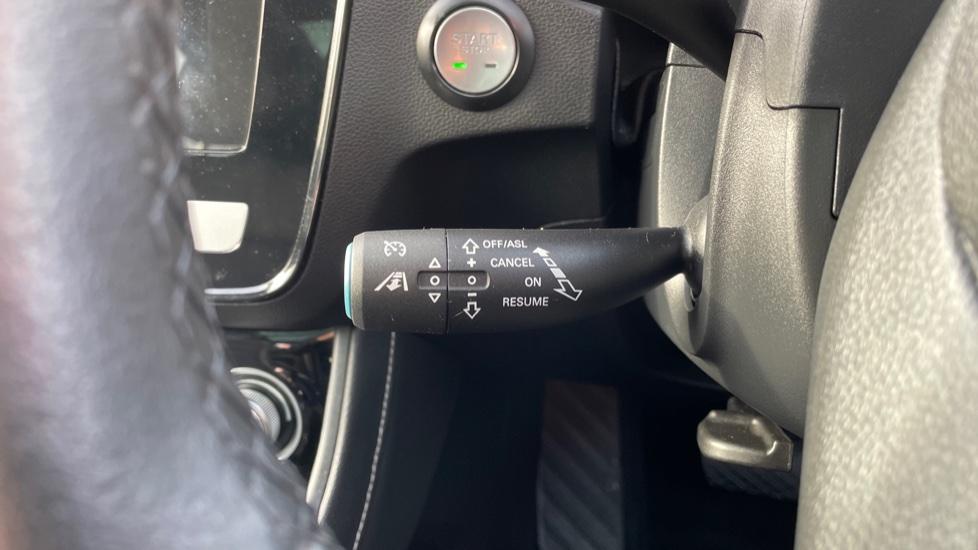 START
STOP
OFF/ASL
+ CANCEL
ON
− RESUME